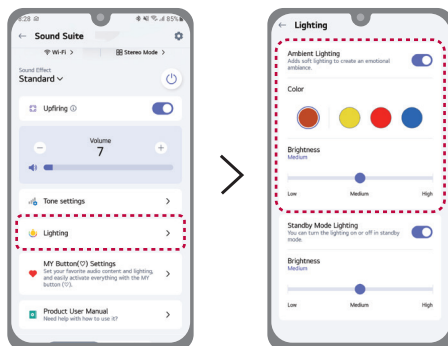 8:28
85%
← Sound Suite
Wi-Fi >
Stereo Mode >
Sound Effect
Standard
Upfiring
Volume
7
Tone settings >
Lighting >
MY Button(♡) Settings
Set your favorite audio content and lighting,
and easily activate everything with the MY
button (♡).
Product User Manual
Need help with how to use it?
← Lighting
Ambient Lighting
Adds soft lighting to create an emotional
ambiance.
Color
Brightness
Medium
Low Medium High
Standby Mode Lighting
You can turn the lighting on or off in standby
mode.
Brightness
Medium
Low Medium High